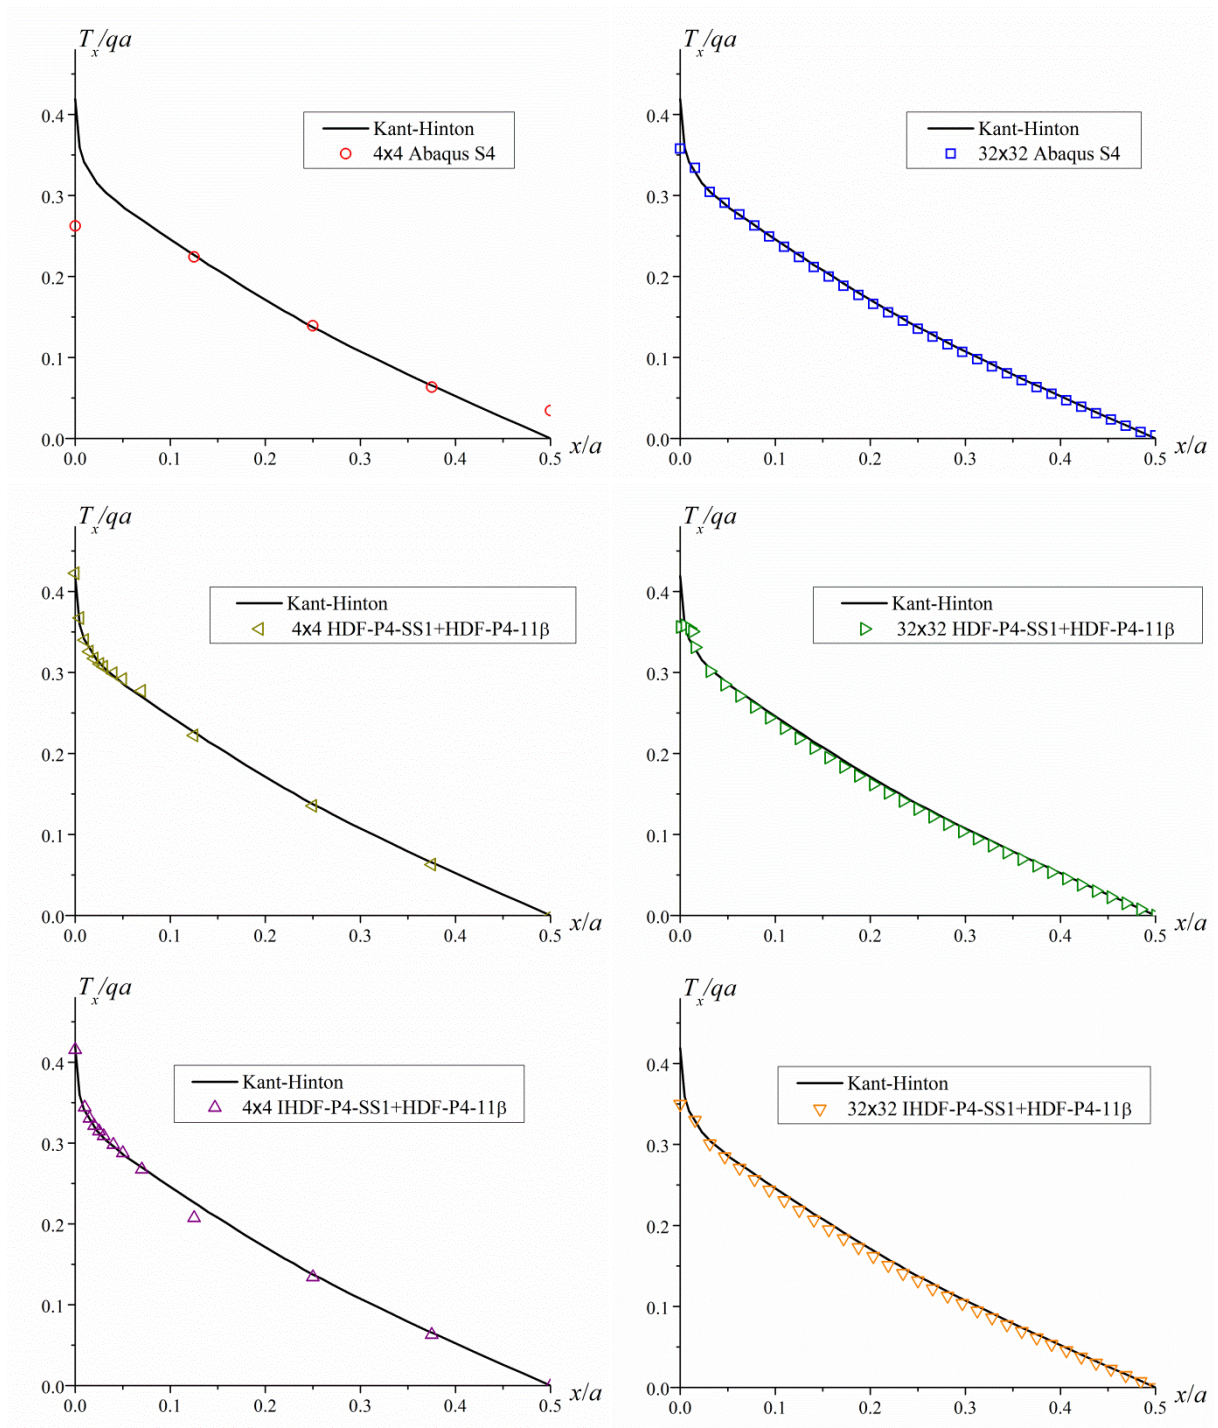 T_x/qa
0.4
0.3
0.2
0.1
0.0
0.0 0.1 0.2 0.3 0.4 0.5
x/a
Kant-Hinton
4x4 Abaqus S4
T_x/qa
0.4
0.3
0.2
0.1
0.0
0.0 0.1 0.2 0.3 0.4 0.5
x/a
Kant-Hinton
32x32 Abaqus S4
T_x/qa
0.4
0.3
0.2
0.1
0.0
0.0 0.1 0.2 0.3 0.4 0.5
x/a
Kant-Hinton
4x4 HDF-P4-SS1+HDF-P4-11β
T_x/qa
0.4
0.3
0.2
0.1
0.0
0.0 0.1 0.2 0.3 0.4 0.5
x/a
Kant-Hinton
32x32 HDF-P4-SS1+HDF-P4-11β
T_x/qa
0.4
0.3
0.2
0.1
0.0
0.0 0.1 0.2 0.3 0.4 0.5
x/a
Kant-Hinton
4x4 IHDF-P4-SS1+HDF-P4-11β
T_x/qa
0.4
0.3
0.2
0.1
0.0
0.0 0.1 0.2 0.3 0.4 0.5
x/a
Kant-Hinton
32x32 IHDF-P4-SS1+HDF-P4-11β